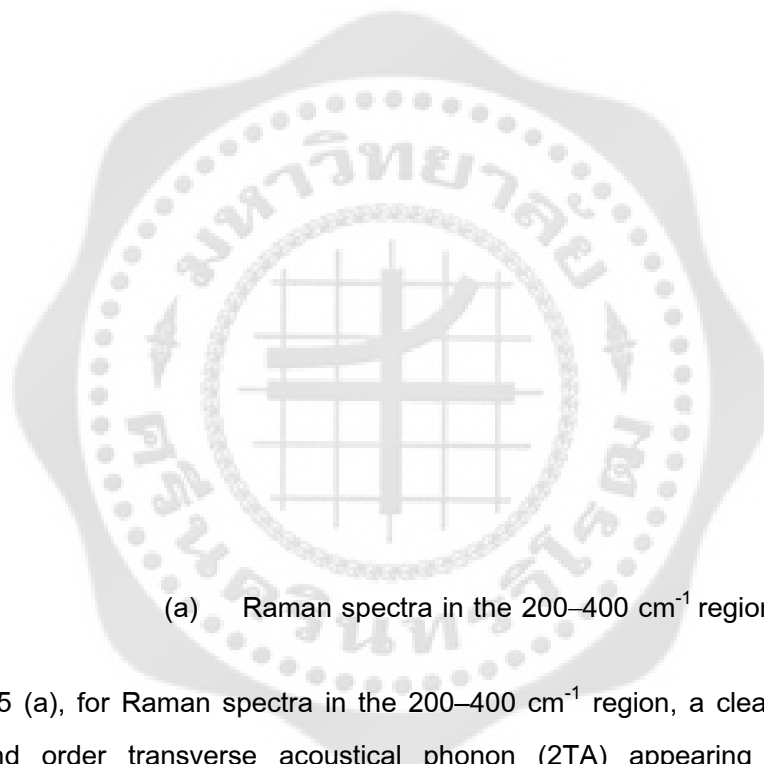 มหาวิทยาลัย
ศรีนครินทรวิโรฒ
(a) Raman spectra in the 200–400 cm⁻¹ region
5 (a), for Raman spectra in the 200–400 cm⁻¹ region, a clea
nd order transverse acoustical phonon (2TA) appearing